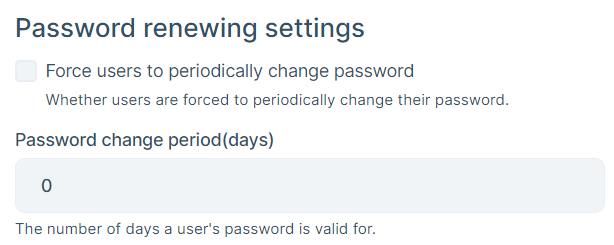 Password renewing settings
Force users to periodically change password
Whether users are forced to periodically change their password.
Password change period(days)
0
The number of days a user's password is valid for.